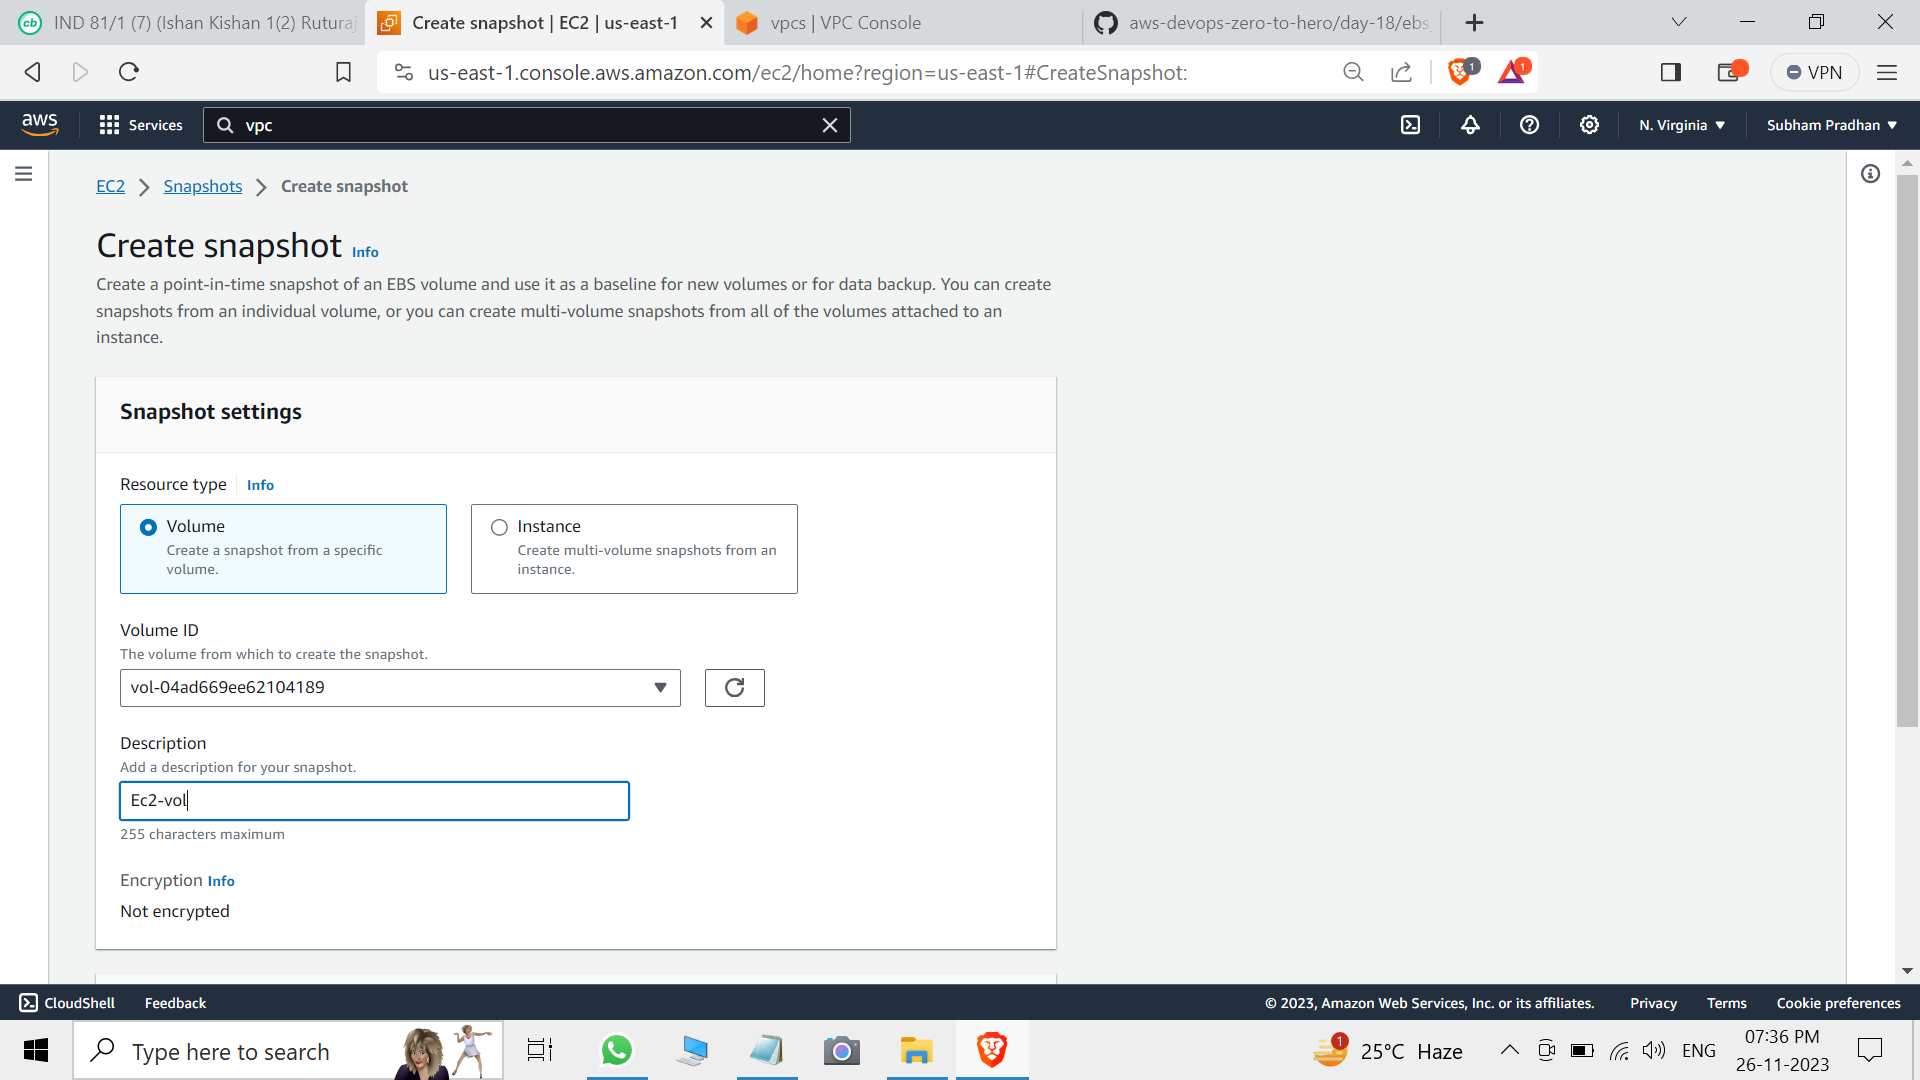 IND 81/1 (7) (Ishan Kishan 1(2) Ruturaj
Create snapshot | EC2 | us-east-1
vpcs | VPC Console
aws-devops-zero-to-hero/day-18/ebs_
us-east-1.console.aws.amazon.com/ec2/home?region=us-east-1#CreateSnapshot:
1
1
VPN
aws
Services
vpc
N. Virginia
Subham Pradhan
EC2
Snapshots
Create snapshot
Create snapshot Info
Create a point-in-time snapshot of an EBS volume and use it as a baseline for new volumes or for data backup. You can create
snapshots from an individual volume, or you can create multi-volume snapshots from all of the volumes attached to an
instance.
Snapshot settings
Resource type Info
Volume
Create a snapshot from a specific
volume.
Instance
Create multi-volume snapshots from an
instance.
Volume ID
The volume from which to create the snapshot.
vol-04ad669ee62104189
Description
Add a description for your snapshot.
Ec2-vol
255 characters maximum
Encryption Info
Not encrypted
CloudShell
Feedback
© 2023, Amazon Web Services, Inc. or its affiliates.
Privacy
Terms
Cookie preferences
Type here to search
1
25°C Haze
ENG
07:36 PM
26-11-2023